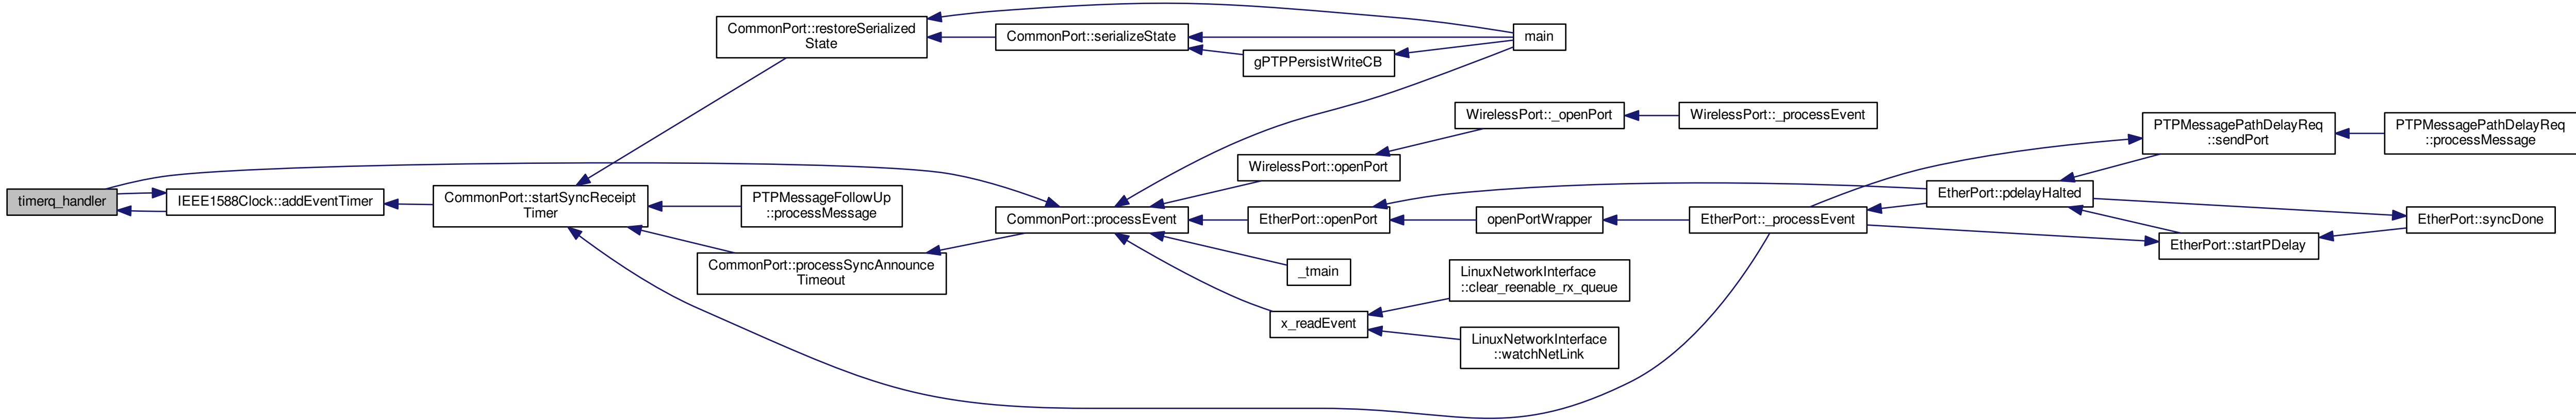 timerq_handler
IEEE1588Clock::addEventTimer
CommonPort::startSyncReceipt
Timer
CommonPort::restoreSerialized
State
CommonPort::serializeState
gPTPPersistWriteCB
main
PTPMessageFollowUp
::processMessage
CommonPort::processSyncAnnounce
Timeout
CommonPort::processEvent
WirelessPort::openPort
WirelessPort::_openPort
WirelessPort::_processEvent
EtherPort::openPort
openPortWrapper
EtherPort::_processEvent
_tmain
x_readEvent
LinuxNetworkInterface
::clear_reenable_rx_queue
LinuxNetworkInterface
::watchNetLink
EtherPort::pdelayHalted
PTPMessagePathDelayReq
::sendPort
PTPMessagePathDelayReq
::processMessage
EtherPort::startPDelay
EtherPort::syncDone